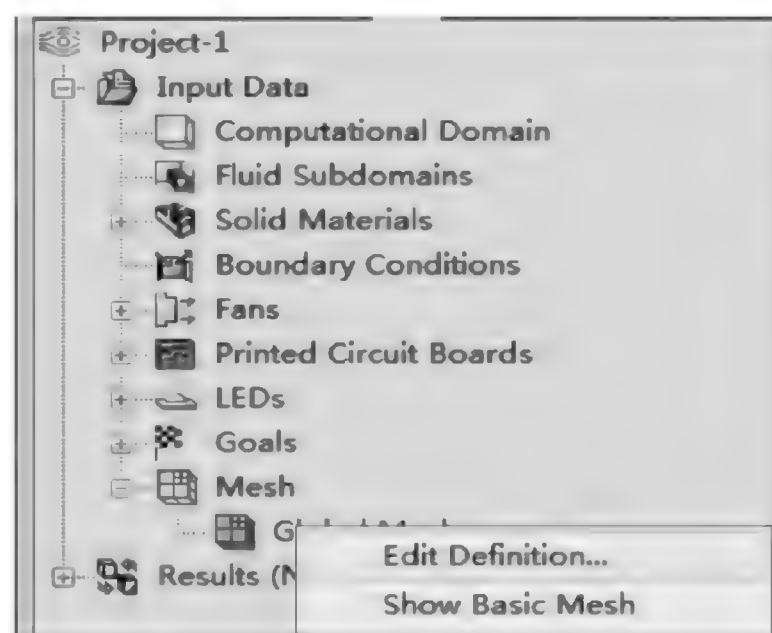 Project-1
Input Data
Computational Domain
Fluid Subdomains
Solid Materials
Boundary Conditions
Fans
Printed Circuit Boards
LEDs
Goals
Mesh
Edit Definition...
Results
Show Basic Mesh